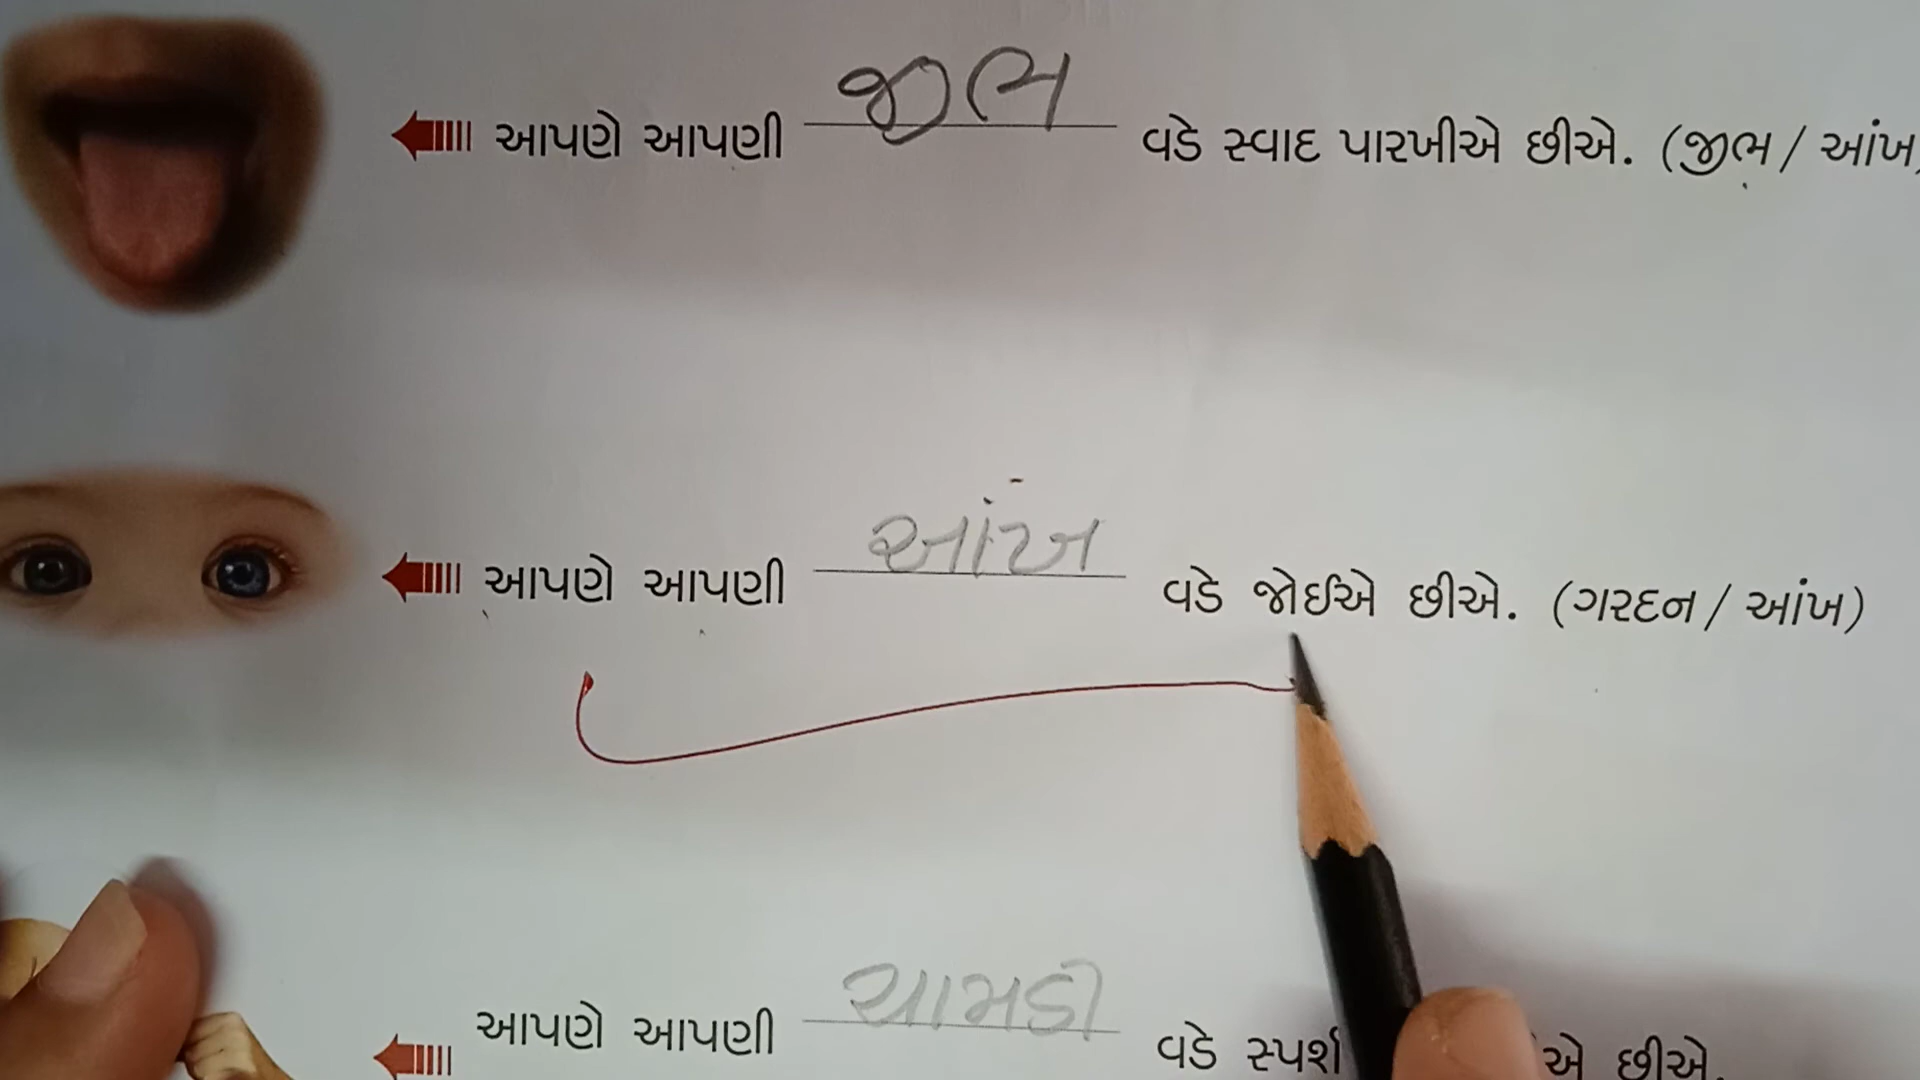 આપણે આપણી જીભ વડે સ્વાદ પારખીએ છીએ. (જીભ / આંખ)
આપણે આપણી આંખ વડે જોઈએ છીએ. (ગરદન / આંખ)
આપણે આપણી ચામડી વડે સ્પર્શ છીએ.